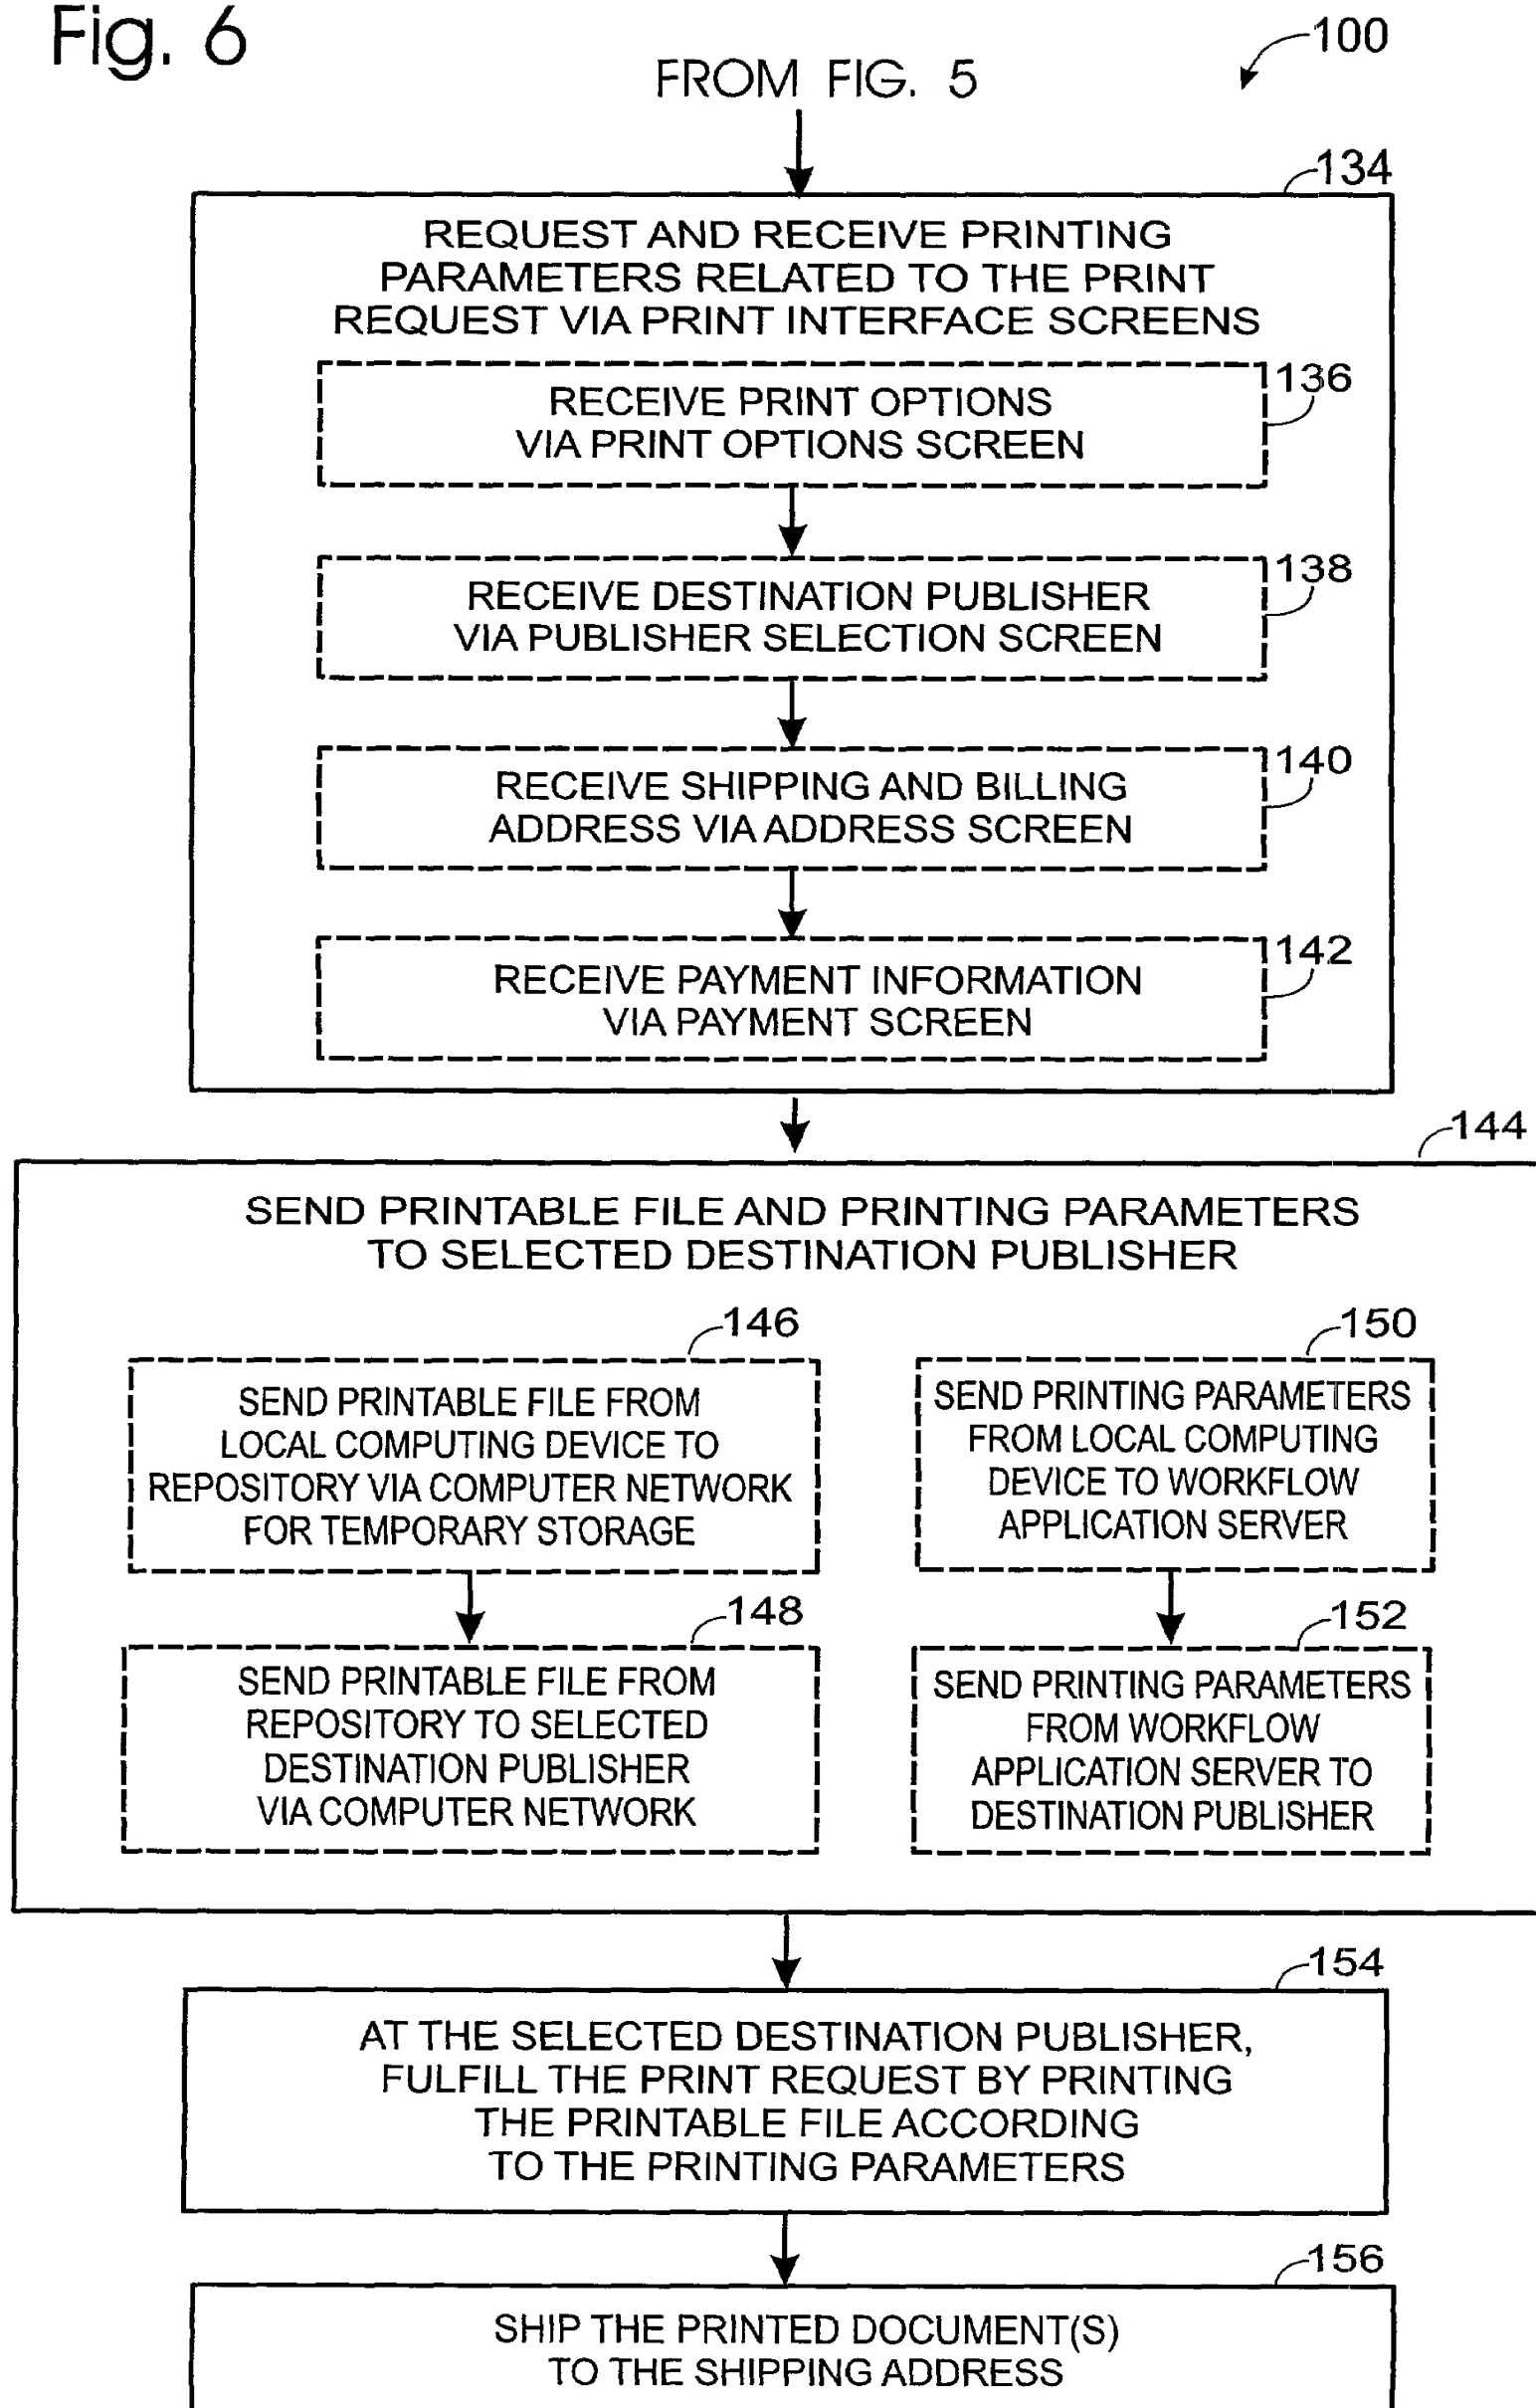 Fig. 6
100
FROM FIG. 5
134
REQUEST AND RECEIVE PRINTING
PARAMETERS RELATED TO THE PRINT
REQUEST VIA PRINT INTERFACE SCREENS
136
RECEIVE PRINT OPTIONS
VIA PRINT OPTIONS SCREEN
138
RECEIVE DESTINATION PUBLISHER
VIA PUBLISHER SELECTION SCREEN
140
RECEIVE SHIPPING AND BILLING
ADDRESS VIA ADDRESS SCREEN
142
RECEIVE PAYMENT INFORMATION
VIA PAYMENT SCREEN
144
SEND PRINTABLE FILE AND PRINTING PARAMETERS
TO SELECTED DESTINATION PUBLISHER
146
SEND PRINTABLE FILE FROM
LOCAL COMPUTING DEVICE TO
REPOSITORY VIA COMPUTER NETWORK
FOR TEMPORARY STORAGE
148
SEND PRINTABLE FILE FROM
REPOSITORY TO SELECTED
DESTINATION PUBLISHER
VIA COMPUTER NETWORK
150
SEND PRINTING PARAMETERS
FROM LOCAL COMPUTING
DEVICE TO WORKFLOW
APPLICATION SERVER
152
SEND PRINTING PARAMETERS
FROM WORKFLOW
APPLICATION SERVER TO
DESTINATION PUBLISHER
154
AT THE SELECTED DESTINATION PUBLISHER,
FULFILL THE PRINT REQUEST BY PRINTING
THE PRINTABLE FILE ACCORDING
TO THE PRINTING PARAMETERS
156
SHIP THE PRINTED DOCUMENT(S)
TO THE SHIPPING ADDRESS